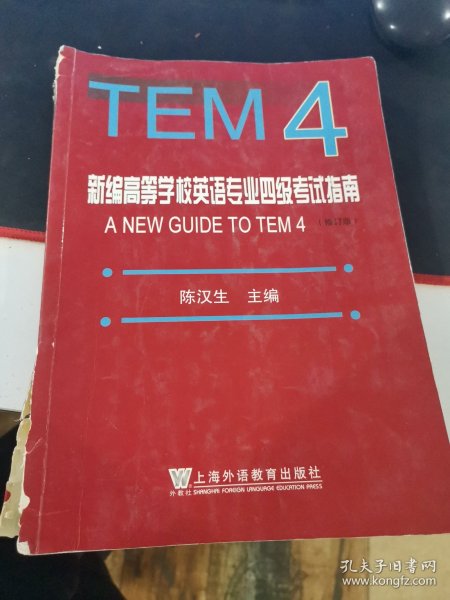 TEM 4
新编高等学校英语专业四级考试指南
A NEW GUIDE TO TEM 4 (修订版)
陈汉生 主编
上海外语教育出版社
外教社 SHANGHAI FOREIGN LANGUAGE EDUCATION PRESS
孔夫子旧书网
www.kongfz.com